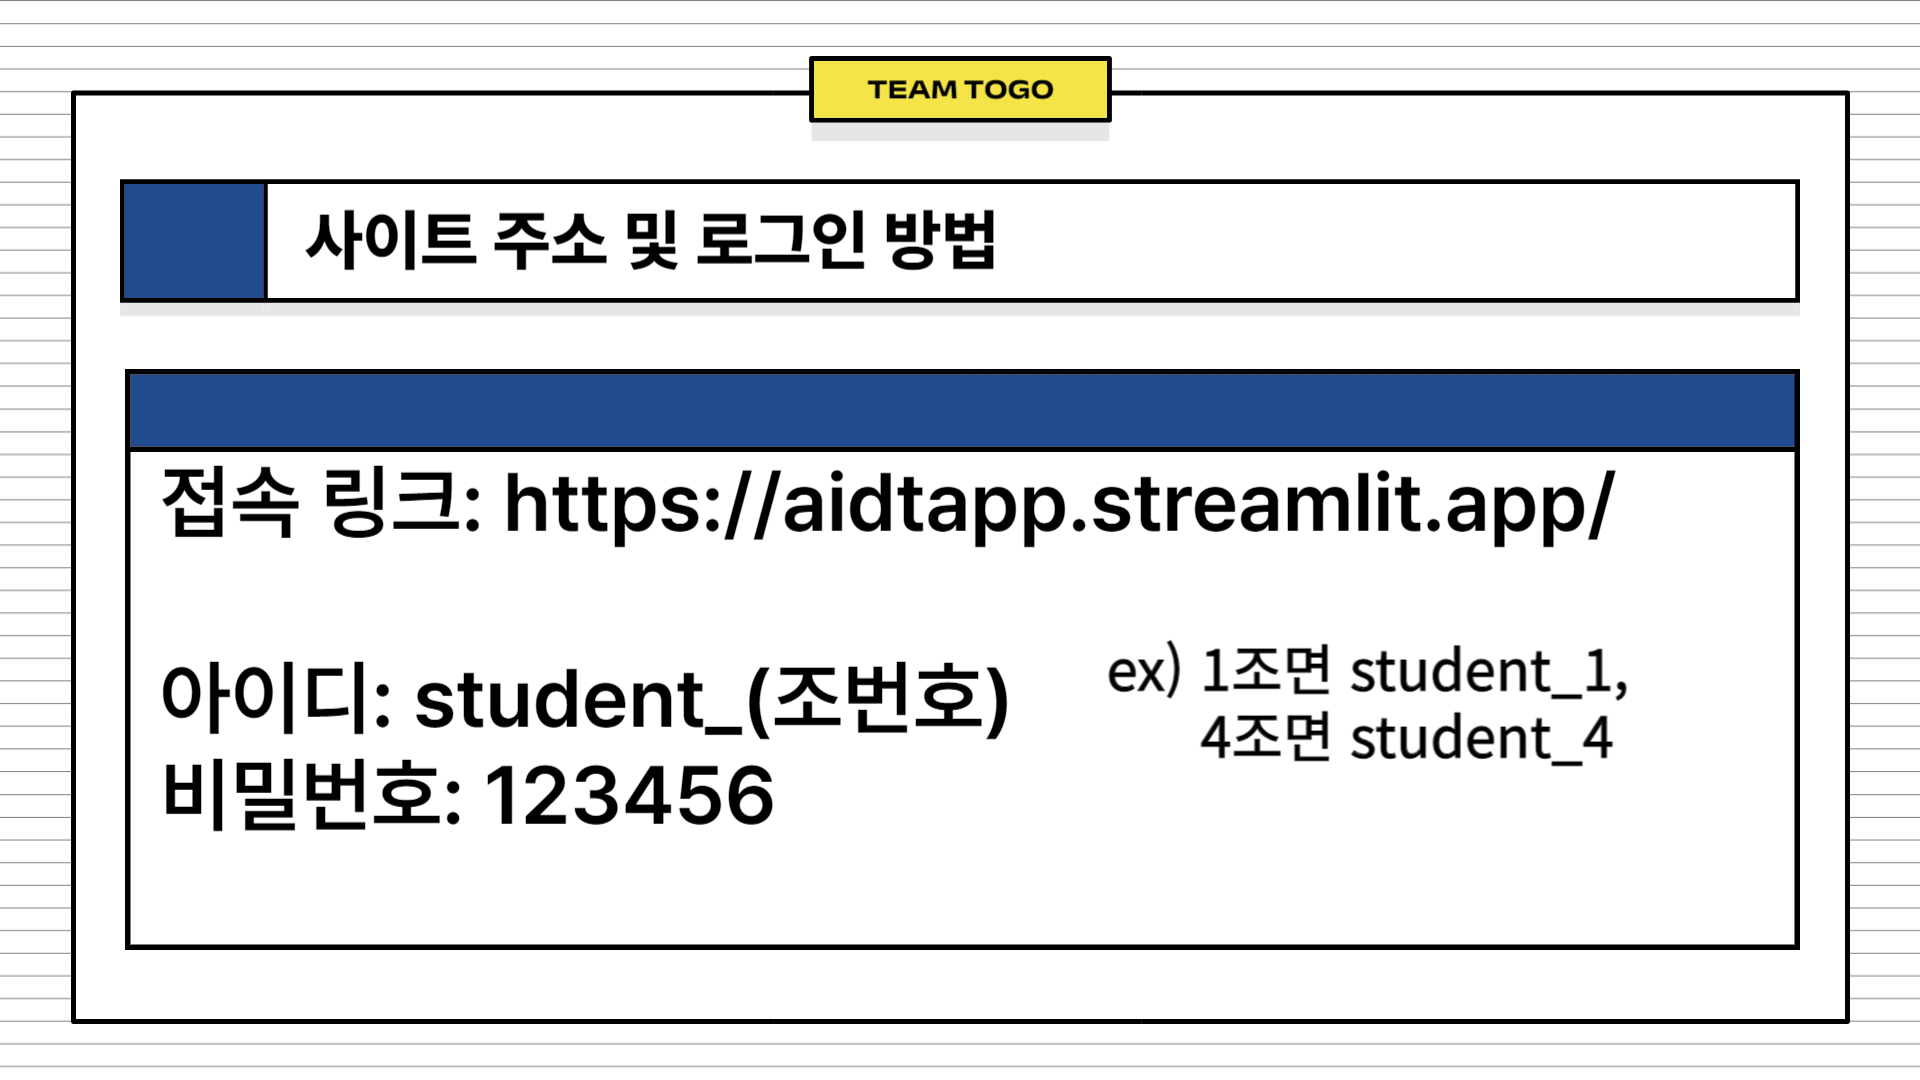 TEAM TOGO
사이트 주소 및 로그인 방법
접속 링크: https://aidtapp.streamlit.app/
아이디: student_(조번호)
비밀번호: 123456
ex) 1조면 student_1,
4조면 student_4